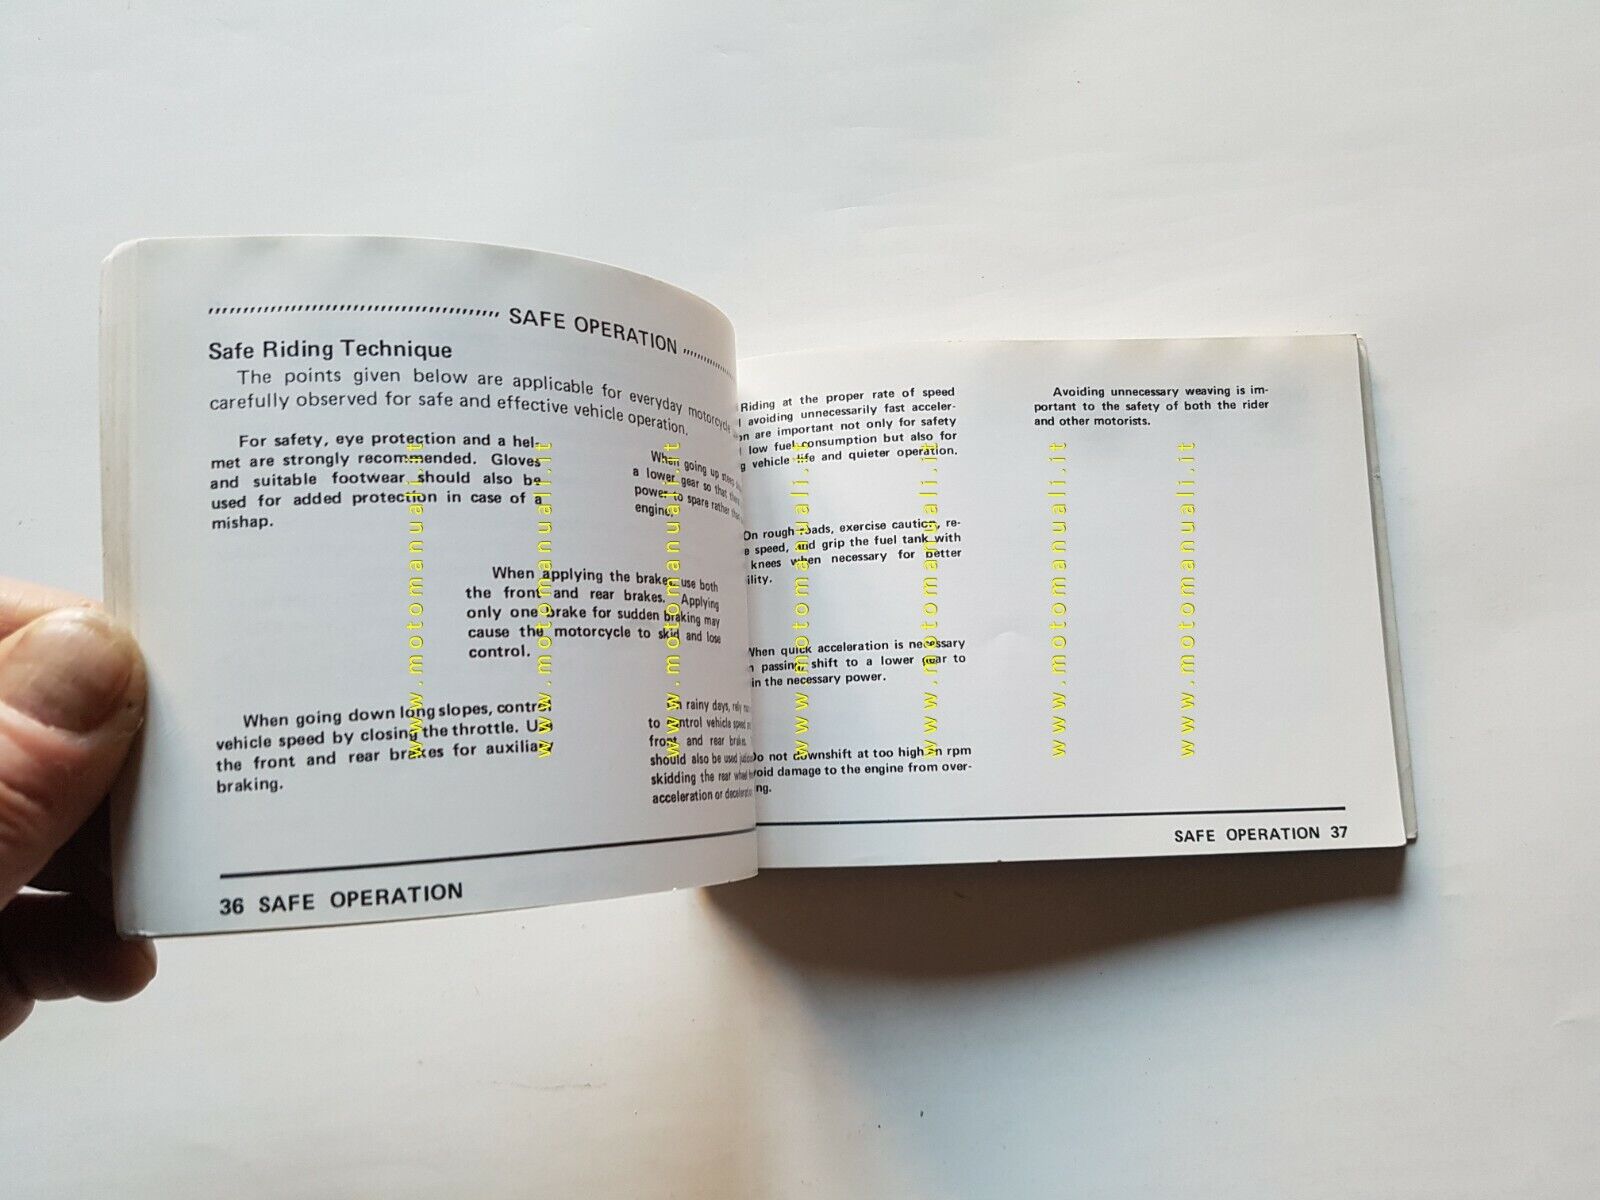 SAFE OPERATION
Safe Riding Technique
The points given below are applicable for everyday motorcycle
carefully observed for safe and effective vehicle operation.
For safety, eye protection and a hel-
met are strongly recommended. Gloves
and suitable footwear should also be
used for added protection in case of a
mishap.
When going up steep
a lower gear so that there
power to spare rather than
engine.
When applying the brakes, use both
the front and rear brakes. Applying
only one brake for sudden braking may
cause the motorcycle to skid and lose
control.
When going down long slopes, control
vehicle speed by closing the throttle. Use
the front and rear brakes for auxiliary
braking.
rainy days, rely
to control vehicle speed
front and rear brakes.
should also be used
skidding the rear wheel
acceleration or
36 SAFE OPERATION
Riding at the proper rate of speed
avoiding unnecessarily fast acceler-
are important not only for safety
low fuel consumption but also for
vehicle life and quieter operation.
On rough roads, exercise caution, re-
speed, and grip the fuel tank with
knees when necessary for better
When quick acceleration is necessary
passing, shift to a lower gear to
in the necessary power.
Do not downshift at too high an rpm
damage to the engine from over-
Avoiding unnecessary weaving is im-
portant to the safety of both the rider
and other motorists.
SAFE OPERATION 37
www.motomanuali.it
www.motomanuali.it
www.motomanuali.it
www.motomanuali.it
www.motomanuali.it
www.motomanuali.it
www.motomanuali.it